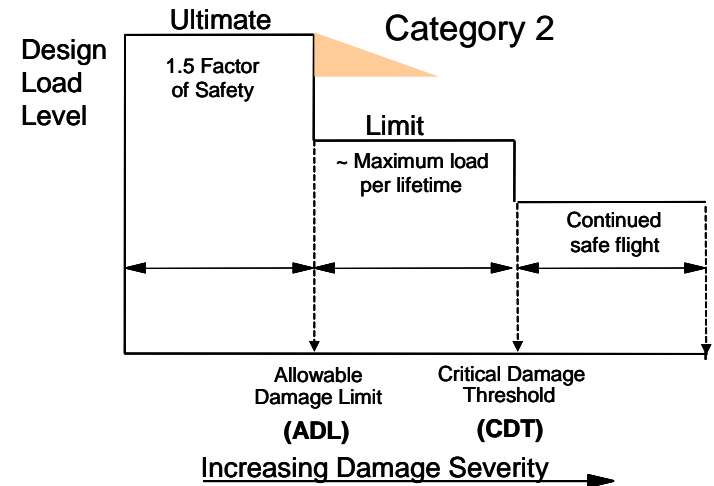 Ultimate
Category 2
Design
Load
Level
1.5 Factor
of Safety
Limit
~ Maximum load
per lifetime
Continued
safe flight
Allowable
Damage Limit
(ADL)
Critical Damage
Threshold
(CDT)
Increasing Damage Severity